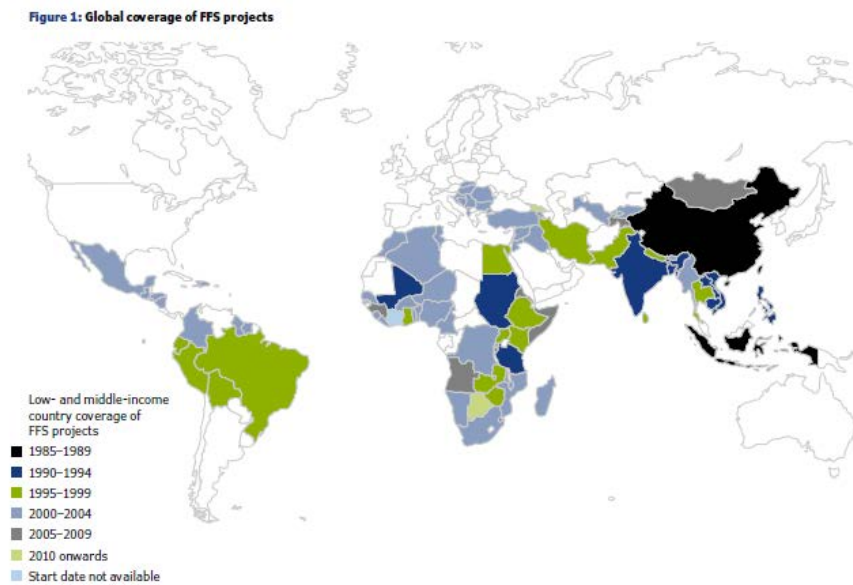 Figure 1: Global coverage of FFS projects
Low- and middle-income
country coverage of
FFS projects
1985–1989
1990–1994
1995–1999
2000–2004
2005–2009
2010 onwards
Start date not available